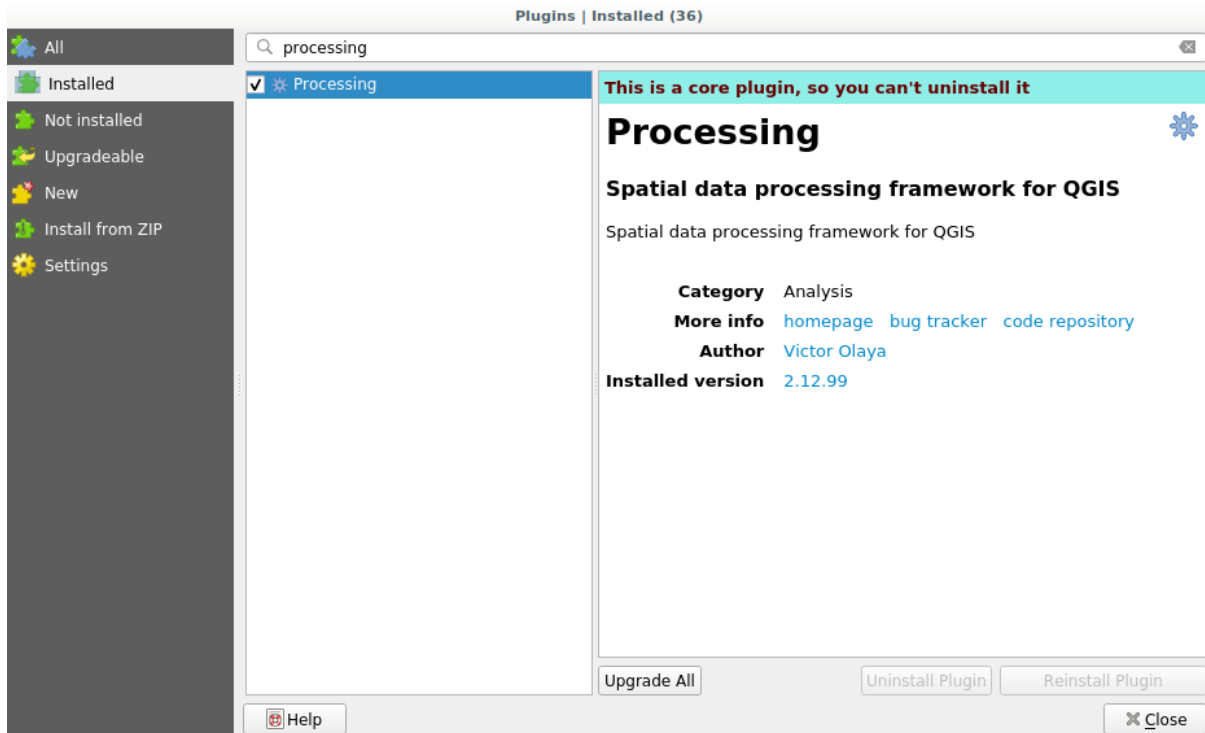 Plugins | Installed (36)
All
Installed
Not installed
Upgradeable
New
Install from ZIP
Settings
processing
Processing
This is a core plugin, so you can't uninstall it
Processing
Spatial data processing framework for QGIS
Spatial data processing framework for QGIS
Category Analysis
More info homepage bug tracker code repository
Author Victor Olaya
Installed version 2.12.99
Upgrade All Uninstall Plugin Reinstall Plugin
Help Close